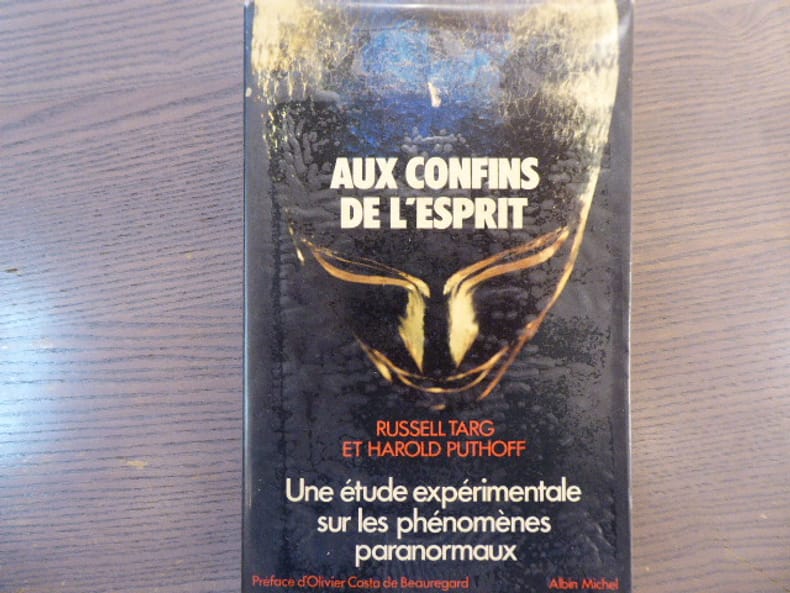 AUX CONFINS
DE L'ESPRIT
RUSSELL TARG
ET HAROLD PUTHOFF
Une étude expérimentale
sur les phénomènes
paranormaux
Préface d'Olivier Costa de Beauregard Albin Michel